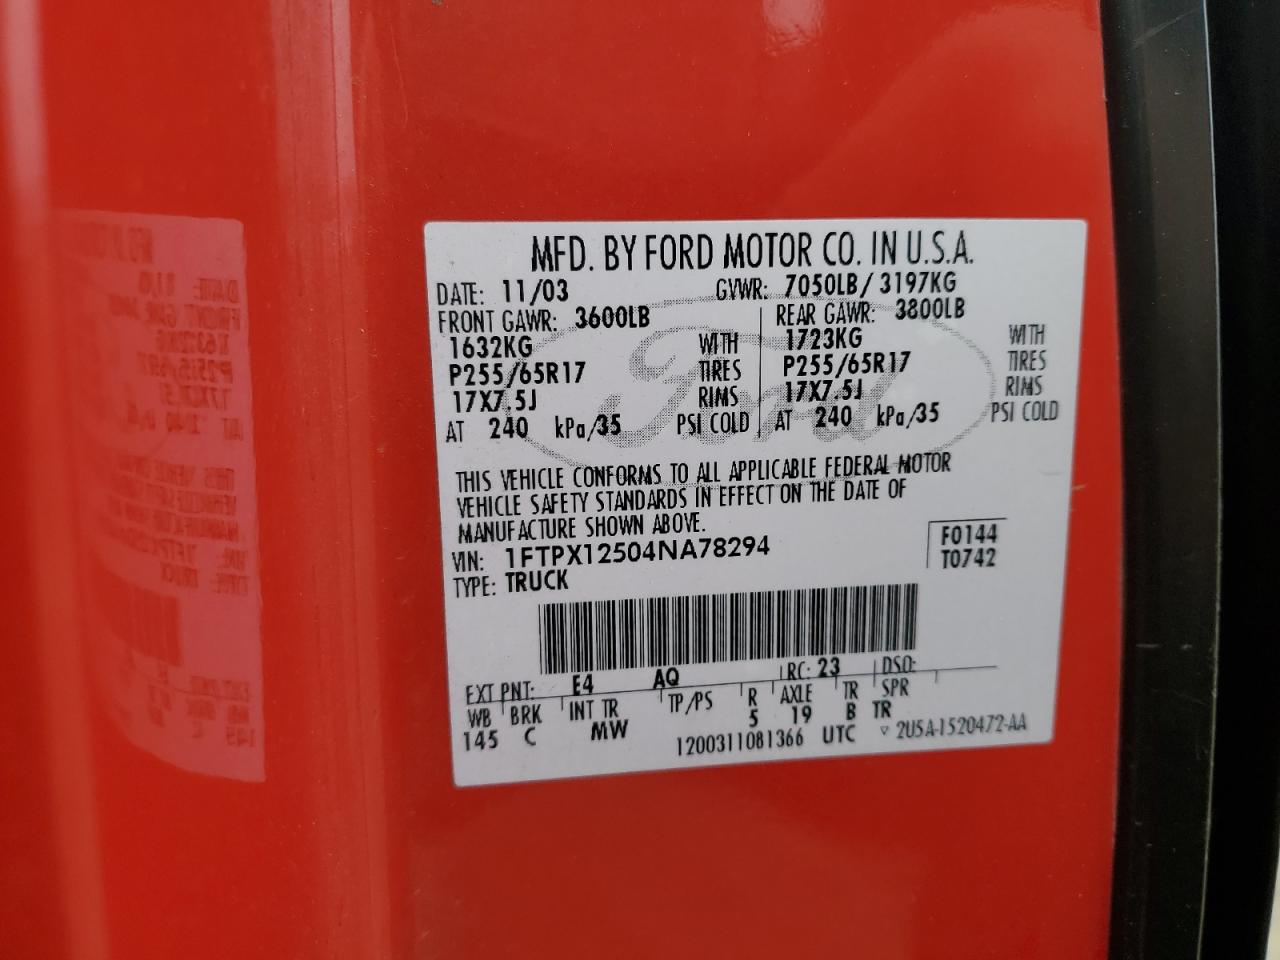 MFD. BY FORD MOTOR CO. IN U.S.A.
DATE: 11/03 GVWR: 7050LB/ 3197KG
FRONT GAWR: 3600LB REAR GAWR: 3800LB
1632KG WITH 1723KG WITH
P255/65R17 TIRES P255/65R17 TIRES
17X7.5J RIMS 17X7.5J RIMS
AT 240 kPa/35 PSI COLD AT 240 kPa/35 PSI COLD
Ford
THIS VEHICLE CONFORMS TO ALL APPLICABLE FEDERAL MOTOR
VEHICLE SAFETY STANDARDS IN EFFECT ON THE DATE OF
MANUFACTURE SHOWN ABOVE.
VIN: 1FTPX12504NA78294 F0144
TYPE: TRUCK T0742
EXT PNT: E4 AQ RC: 23 DSO:
WB BRK INT TR TP/PS R AXLE TR SPR
145 C MW 5 19 B TR
1200311081366 UTC ▽ 2U5A-1520472-AA